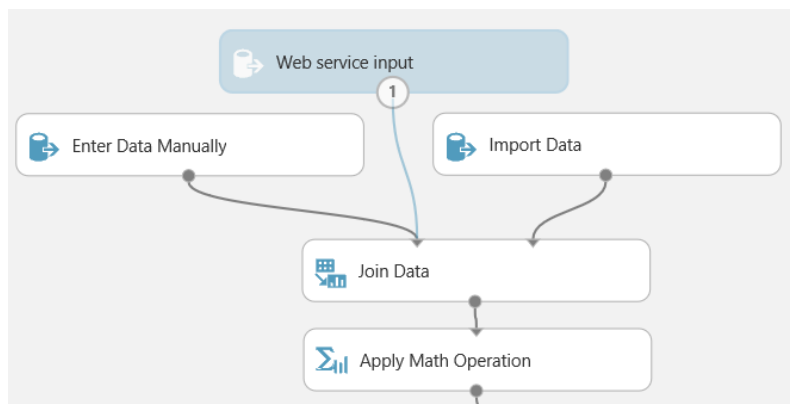 Web service input
1
Enter Data Manually
Import Data
Join Data
Apply Math Operation